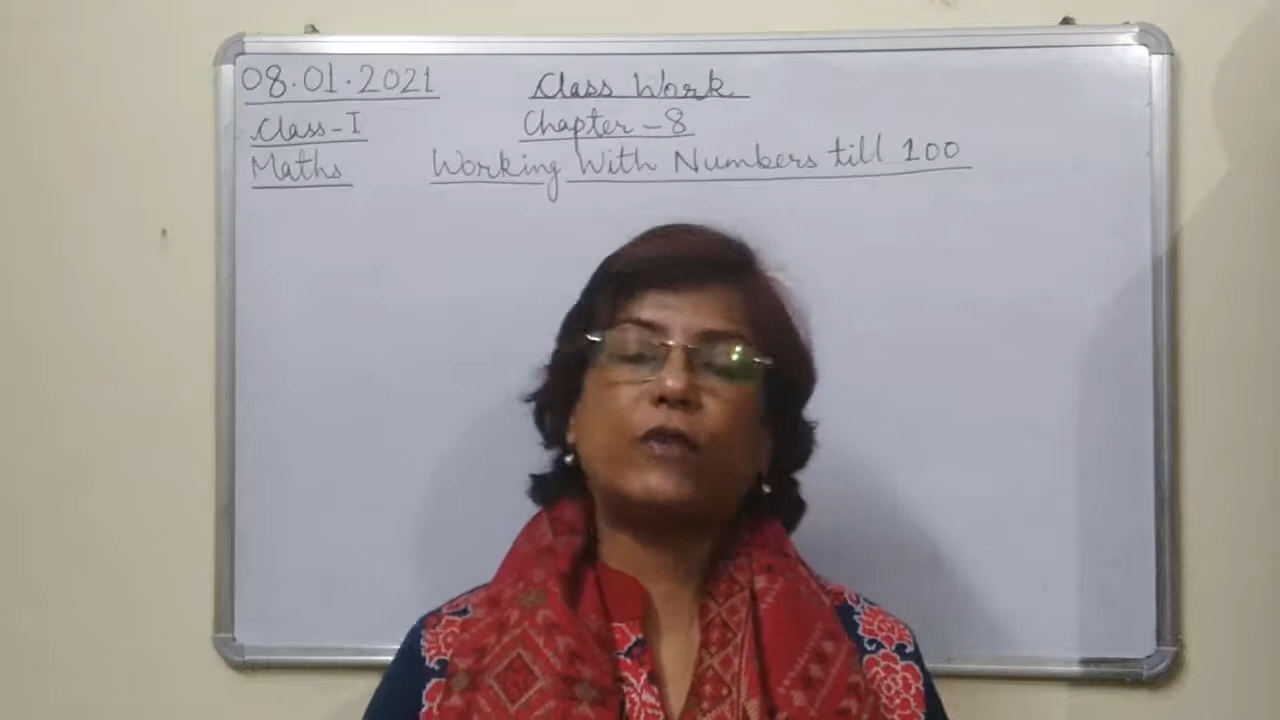 08.01.2021 Class Work
Class-I Chapter-8
Maths Working With Numbers till 100